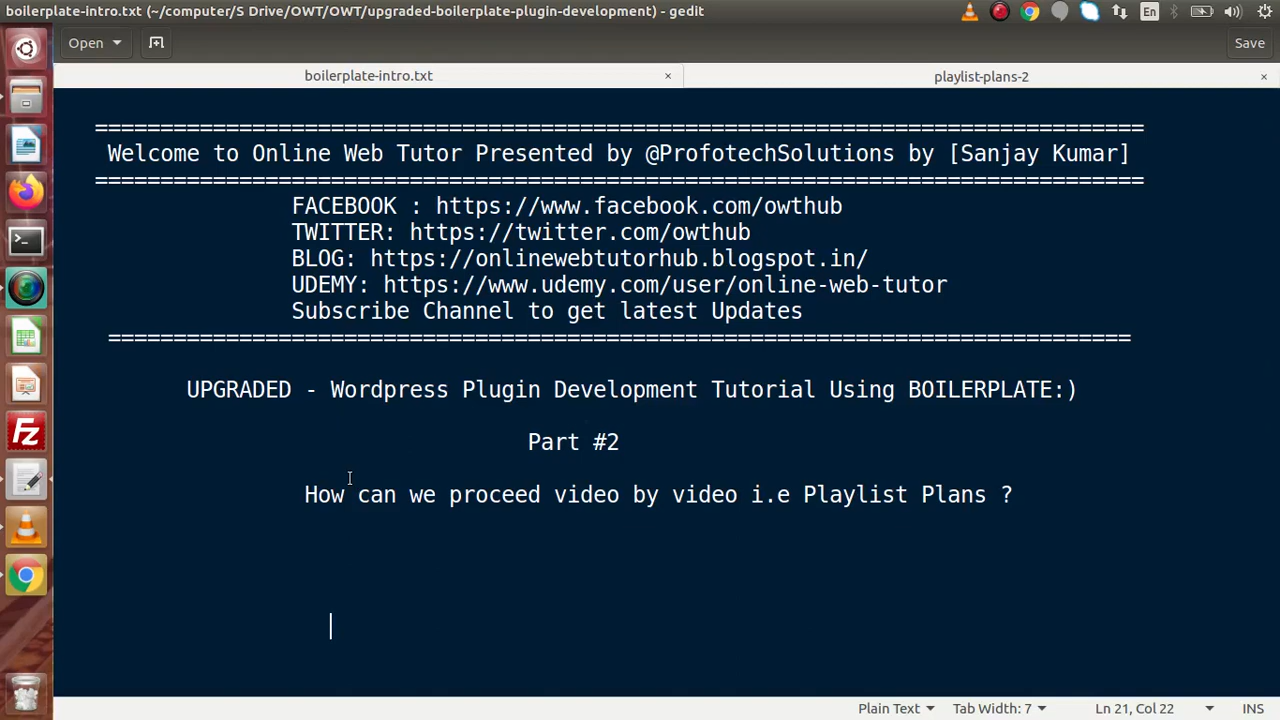 boilerplate-intro.txt (~/computer/S Drive/OWT/OWT/upgraded-boilerplate-plugin-development) - gedit
En
Open
Save
boilerplate-intro.txt ×
playlist-plans-2 ×
================================================================================
Welcome to Online Web Tutor Presented by @ProfotechSolutions by [Sanjay Kumar]
================================================================================
FACEBOOK : https://www.facebook.com/owthub
TWITTER: https://twitter.com/owthub
BLOG: https://onlinewebtutorhub.blogspot.in/
UDEMY: https://www.udemy.com/user/online-web-tutor
Subscribe Channel to get latest Updates
==============================================================================
UPGRADED - Wordpress Plugin Development Tutorial Using BOILERPLATE:)
Part #2
How can we proceed video by video i.e Playlist Plans ?
Plain Text
Tab Width: 7
Ln 21, Col 22
INS